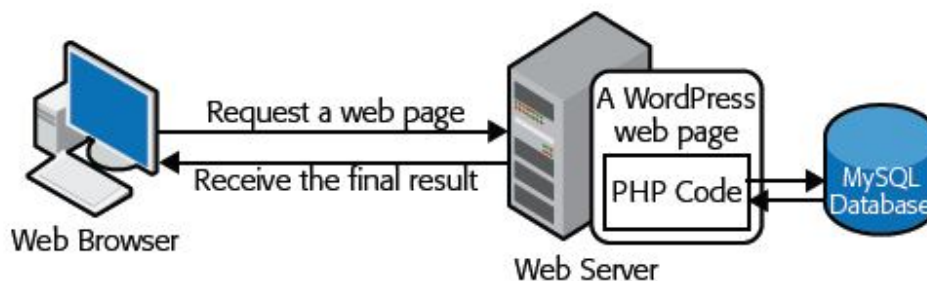 Request a web page
Receive the final result
Web Browser
A WordPress
web page
PHP Code
Web Server
MySQL
Database